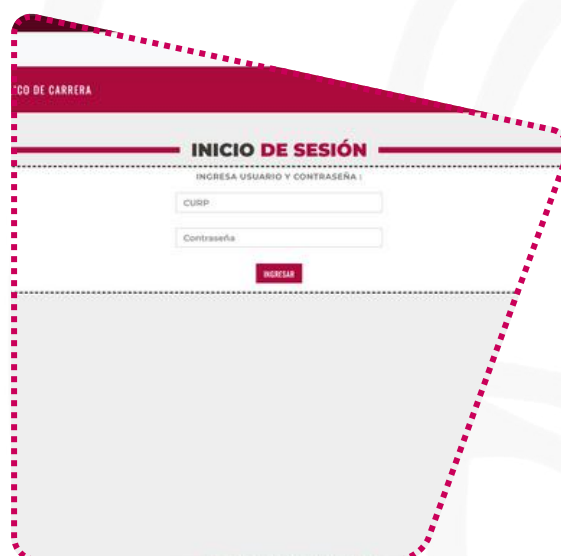 CO DE CARRERA
INICIO DE SESIÓN
INGRESA USUARIO Y CONTRASEÑA :
CURP
Contraseña
INGRESAR